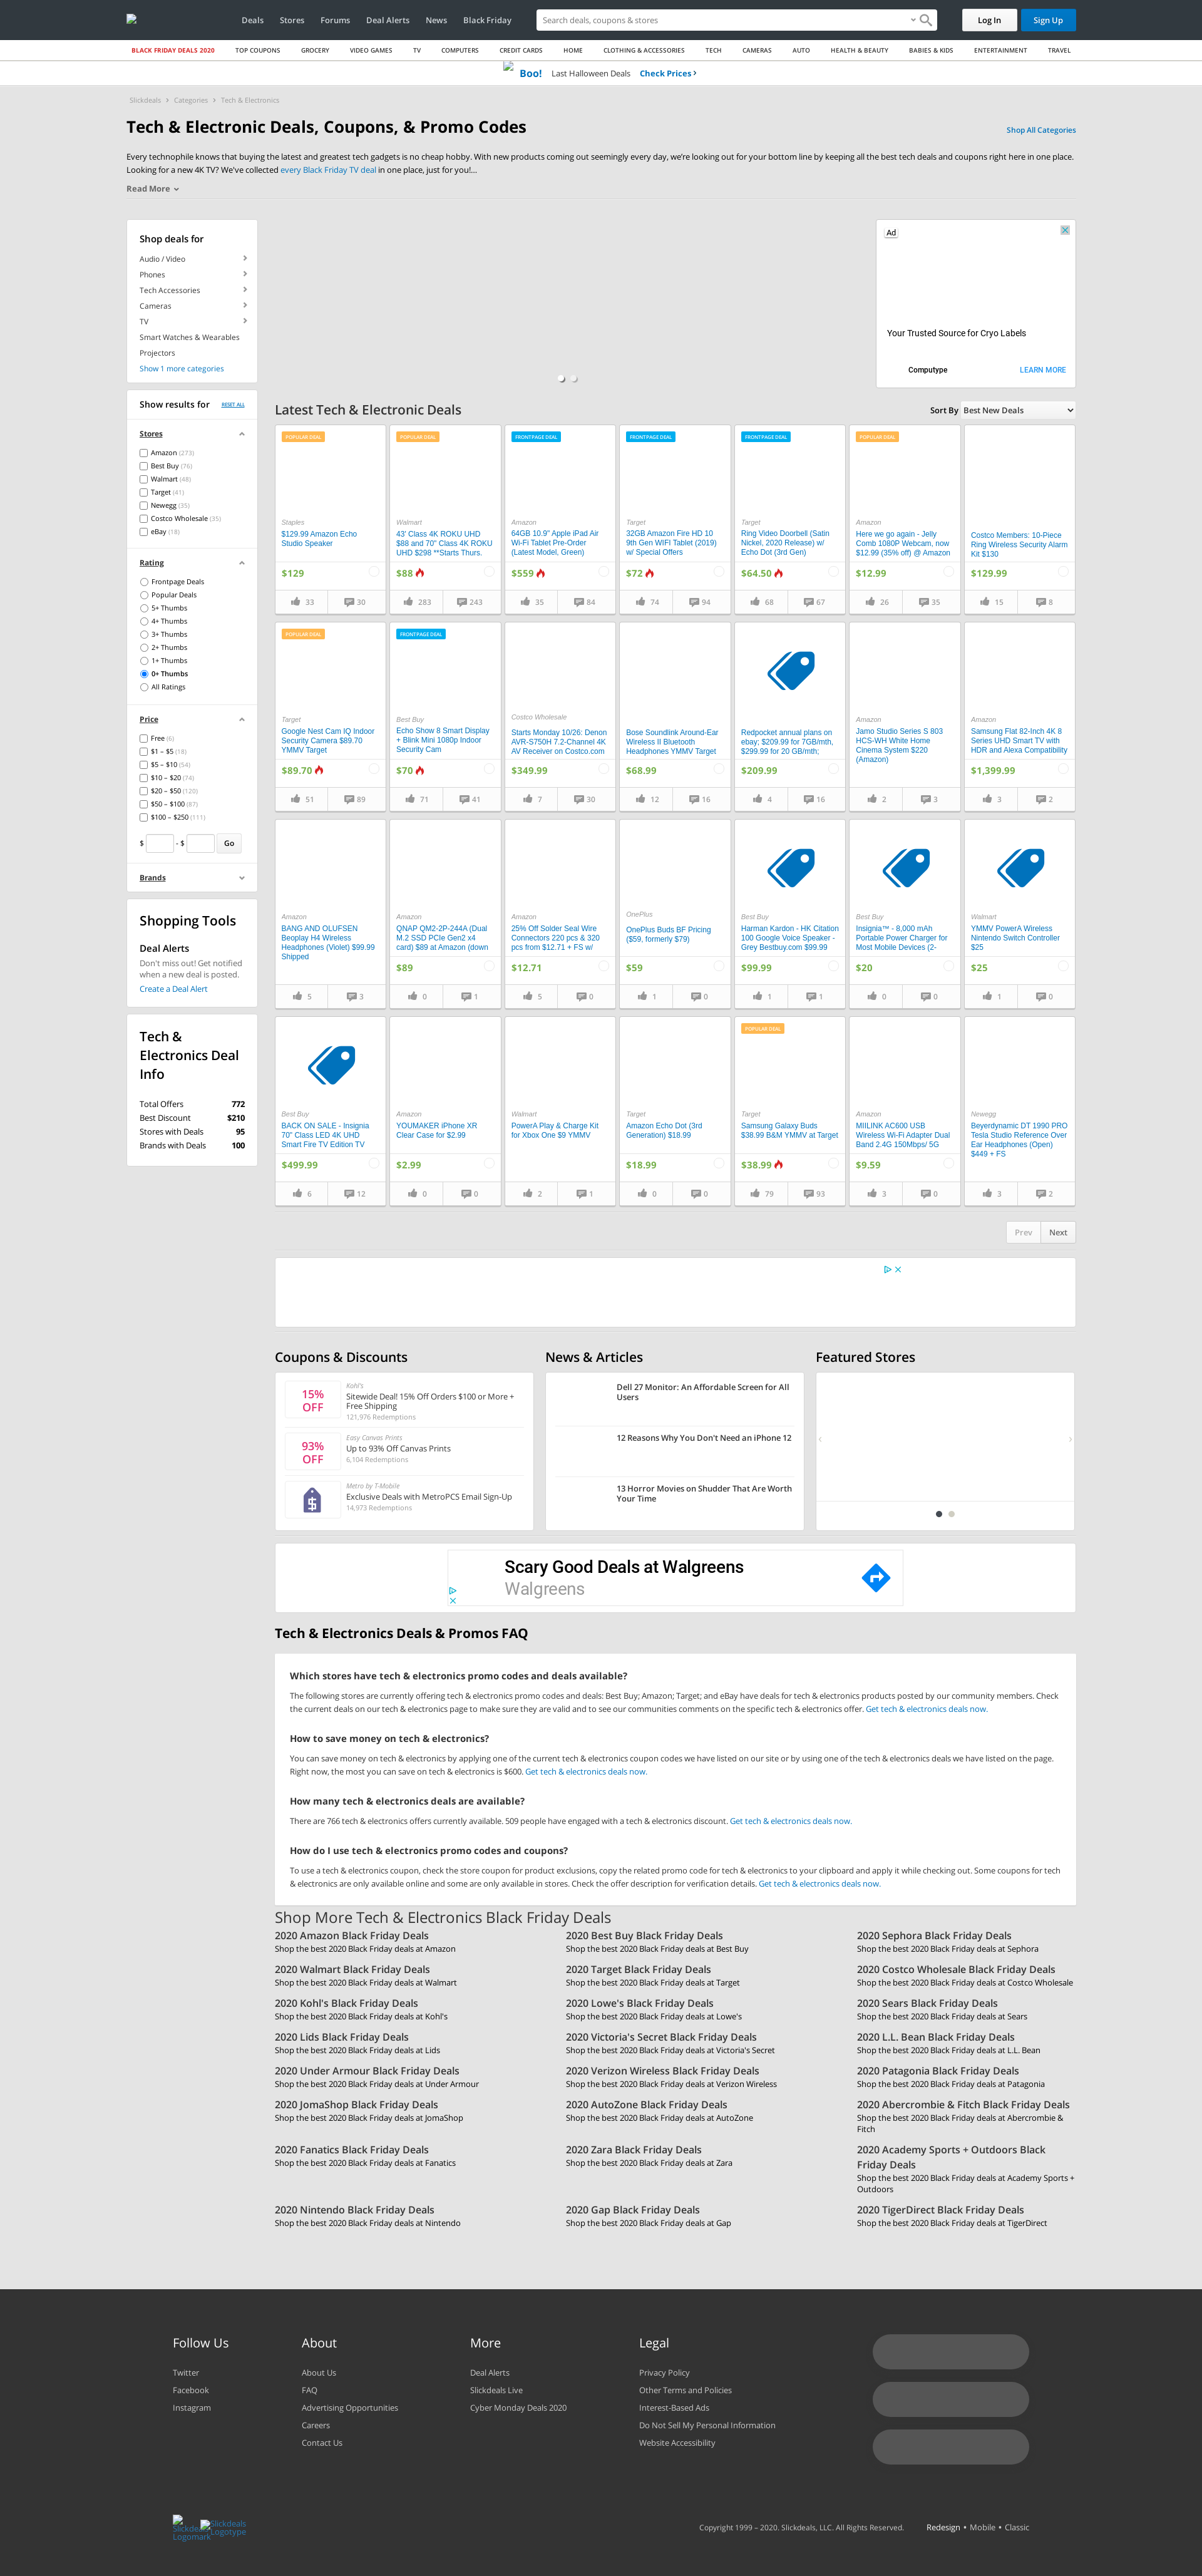 Deals Stores Forums Deal Alerts News Black Friday
Search deals, coupons & stores
Log In
Sign Up
BLACK FRIDAY DEALS 2020 TOP COUPONS GROCERY VIDEO GAMES TV COMPUTERS CREDIT CARDS HOME CLOTHING & ACCESSORIES TECH CAMERAS AUTO HEALTH & BEAUTY BABIES & KIDS ENTERTAINMENT TRAVEL
Boo! Last Halloween Deals Check Prices ›
Slickdeals › Categories › Tech & Electronics
Tech & Electronic Deals, Coupons, & Promo Codes
Shop All Categories
Every technophile knows that buying the latest and greatest tech gadgets is no cheap hobby. With new products coming out seemingly every day, we're looking out for your bottom line by keeping all the best tech deals and coupons right here in one place.
Looking for a new 4K TV? We've collected every Black Friday TV deal in one place, just for you!...
Read More
Shop deals for
Audio / Video
Phones
Tech Accessories
Cameras
TV
Smart Watches & Wearables
Projectors
Show 1 more categories
Ad
Your Trusted Source for Cryo Labels
Computype
LEARN MORE
Show results for RESET ALL
Stores
Amazon (273)
Best Buy (76)
Walmart (48)
Target (41)
Newegg (35)
Costco Wholesale (35)
eBay (18)
Rating
Frontpage Deals
Popular Deals
5+ Thumbs
4+ Thumbs
3+ Thumbs
2+ Thumbs
1+ Thumbs
0+ Thumbs
All Ratings
Price
Free (6)
$1 – $5 (18)
$5 – $10 (54)
$10 – $20 (74)
$20 – $50 (120)
$50 – $100 (87)
$100 – $250 (111)
$ - $ Go
Brands
Shopping Tools
Deal Alerts
Don't miss out! Get notified
when a new deal is posted.
Create a Deal Alert
Tech &
Electronics Deal
Info
Total Offers 772
Best Discount $210
Stores with Deals 95
Brands with Deals 100
Latest Tech & Electronic Deals
Sort By Best New Deals
POPULAR DEAL
Staples
$129.99 Amazon Echo
Studio Speaker
$129
33 30
POPULAR DEAL
Walmart
43' Class 4K ROKU UHD
$88 and 70" Class 4K ROKU
UHD $298 **Starts Thurs.
$88
283 243
FRONTPAGE DEAL
Amazon
64GB 10.9" Apple iPad Air
Wi-Fi Tablet Pre-Order
(Latest Model, Green)
$559
35 84
FRONTPAGE DEAL
Target
32GB Amazon Fire HD 10
9th Gen WIFI Tablet (2019)
w/ Special Offers
$72
74 94
FRONTPAGE DEAL
Target
Ring Video Doorbell (Satin
Nickel, 2020 Release) w/
Echo Dot (3rd Gen)
$64.50
68 67
POPULAR DEAL
Amazon
Here we go again - Jelly
Comb 1080P Webcam, now
$12.99 (35% off) @ Amazon
$12.99
26 35
Costco Members: 10-Piece
Ring Wireless Security Alarm
Kit $130
$129.99
15 8
POPULAR DEAL
Target
Google Nest Cam IQ Indoor
Security Camera $89.70
YMMV Target
$89.70
51 89
FRONTPAGE DEAL
Best Buy
Echo Show 8 Smart Display
+ Blink Mini 1080p Indoor
Security Cam
$70
71 41
Costco Wholesale
Starts Monday 10/26: Denon
AVR-S750H 7.2-Channel 4K
AV Receiver on Costco.com
$349.99
7 30
Bose Soundlink Around-Ear
Wireless II Bluetooth
Headphones YMMV Target
$68.99
12 16
Redpocket annual plans on
ebay; $209.99 for 7GB/mth,
$299.99 for 20 GB/mth;
$209.99
4 16
Amazon
Jamo Studio Series S 803
HCS-WH White Home
Cinema System $220
(Amazon)
2 3
Amazon
Samsung Flat 82-Inch 4K 8
Series UHD Smart TV with
HDR and Alexa Compatibility
$1,399.99
3 2
Amazon
BANG AND OLUFSEN
Beoplay H4 Wireless
Headphones (Violet) $99.99
Shipped
5 3
Amazon
QNAP QM2-2P-244A (Dual
M.2 SSD PCIe Gen2 x4
card) $89 at Amazon (down
$89
0 1
Amazon
25% Off Solder Seal Wire
Connectors 220 pcs & 320
pcs from $12.71 + FS w/
$12.71
5 0
OnePlus
OnePlus Buds BF Pricing
($59, formerly $79)
$59
1 0
Best Buy
Harman Kardon - HK Citation
100 Google Voice Speaker -
Grey Bestbuy.com $99.99
$99.99
1 1
Best Buy
Insignia™ - 8,000 mAh
Portable Power Charger for
Most Mobile Devices (2-
$20
0 0
Walmart
YMMV PowerA Wireless
Nintendo Switch Controller
$25
$25
1 0
Best Buy
BACK ON SALE - Insignia
70" Class LED 4K UHD
Smart Fire TV Edition TV
$499.99
6 12
Amazon
YOUMAKER iPhone XR
Clear Case for $2.99
$2.99
0 0
Walmart
PowerA Play & Charge Kit
for Xbox One $9 YMMV
2 1
Target
Amazon Echo Dot (3rd
Generation) $18.99
$18.99
0 0
POPULAR DEAL
Target
Samsung Galaxy Buds
$38.99 B&M YMMV at Target
$38.99
79 93
Amazon
MIILINK AC600 USB
Wireless Wi-Fi Adapter Dual
Band 2.4G 150Mbps/ 5G
$9.59
3 0
Newegg
Beyerdynamic DT 1990 PRO
Tesla Studio Reference Over
Ear Headphones (Open)
$449 + FS
3 2
Prev Next
Coupons & Discounts
15%
OFF
Kohl's
Sitewide Deal! 15% Off Orders $100 or More +
Free Shipping
121,976 Redemptions
93%
OFF
Easy Canvas Prints
Up to 93% Off Canvas Prints
6,104 Redemptions
Metro by T-Mobile
Exclusive Deals with MetroPCS Email Sign-Up
14,973 Redemptions
News & Articles
Dell 27 Monitor: An Affordable Screen for All
Users
12 Reasons Why You Don't Need an iPhone 12
13 Horror Movies on Shudder That Are Worth
Your Time
Featured Stores
Scary Good Deals at Walgreens
Walgreens
Tech & Electronics Deals & Promos FAQ
Which stores have tech & electronics promo codes and deals available?
The following stores are currently offering tech & electronics promo codes and deals: Best Buy; Amazon; Target; and eBay have deals for tech & electronics products posted by our community members. Check
the current deals on our tech & electronics page to make sure they are valid and to see our communities comments on the specific tech & electronics offer. Get tech & electronics deals now.
How to save money on tech & electronics?
You can save money on tech & electronics by applying one of the current tech & electronics coupon codes we have listed on our site or by using one of the tech & electronics deals we have listed on the page.
Right now, the most you can save on tech & electronics is $600. Get tech & electronics deals now.
How many tech & electronics deals are available?
There are 766 tech & electronics offers currently available. 509 people have engaged with a tech & electronics discount. Get tech & electronics deals now.
How do I use tech & electronics promo codes and coupons?
To use a tech & electronics coupon, check the store coupon for product exclusions, copy the related promo code for tech & electronics to your clipboard and apply it while checking out. Some coupons for tech
& electronics are only available online and some are only available in stores. Check the offer description for verification details. Get tech & electronics deals now.
Shop More Tech & Electronics Black Friday Deals
2020 Amazon Black Friday Deals
Shop the best 2020 Black Friday deals at Amazon
2020 Best Buy Black Friday Deals
Shop the best 2020 Black Friday deals at Best Buy
2020 Sephora Black Friday Deals
Shop the best 2020 Black Friday deals at Sephora
2020 Walmart Black Friday Deals
Shop the best 2020 Black Friday deals at Walmart
2020 Target Black Friday Deals
Shop the best 2020 Black Friday deals at Target
2020 Costco Wholesale Black Friday Deals
Shop the best 2020 Black Friday deals at Costco Wholesale
2020 Kohl's Black Friday Deals
Shop the best 2020 Black Friday deals at Kohl's
2020 Lowe's Black Friday Deals
Shop the best 2020 Black Friday deals at Lowe's
2020 Sears Black Friday Deals
Shop the best 2020 Black Friday deals at Sears
2020 Lids Black Friday Deals
Shop the best 2020 Black Friday deals at Lids
2020 Victoria's Secret Black Friday Deals
Shop the best 2020 Black Friday deals at Victoria's Secret
2020 L.L. Bean Black Friday Deals
Shop the best 2020 Black Friday deals at L.L. Bean
2020 Under Armour Black Friday Deals
Shop the best 2020 Black Friday deals at Under Armour
2020 Verizon Wireless Black Friday Deals
Shop the best 2020 Black Friday deals at Verizon Wireless
2020 Patagonia Black Friday Deals
Shop the best 2020 Black Friday deals at Patagonia
2020 JomaShop Black Friday Deals
Shop the best 2020 Black Friday deals at JomaShop
2020 AutoZone Black Friday Deals
Shop the best 2020 Black Friday deals at AutoZone
2020 Abercrombie & Fitch Black Friday Deals
Shop the best 2020 Black Friday deals at Abercrombie &
Fitch
2020 Fanatics Black Friday Deals
Shop the best 2020 Black Friday deals at Fanatics
2020 Zara Black Friday Deals
Shop the best 2020 Black Friday deals at Zara
2020 Academy Sports + Outdoors Black
Friday Deals
Shop the best 2020 Black Friday deals at Academy Sports +
Outdoors
2020 Nintendo Black Friday Deals
Shop the best 2020 Black Friday deals at Nintendo
2020 Gap Black Friday Deals
Shop the best 2020 Black Friday deals at Gap
2020 TigerDirect Black Friday Deals
Shop the best 2020 Black Friday deals at TigerDirect
Follow Us
Twitter
Facebook
Instagram
About
About Us
FAQ
Advertising Opportunities
Careers
Contact Us
More
Deal Alerts
Slickdeals Live
Cyber Monday Deals 2020
Legal
Privacy Policy
Other Terms and Policies
Interest-Based Ads
Do Not Sell My Personal Information
Website Accessibility
Slickdeals
Logotype
Copyright 1999 – 2020. Slickdeals, LLC. All Rights Reserved.
Redesign • Mobile • Classic